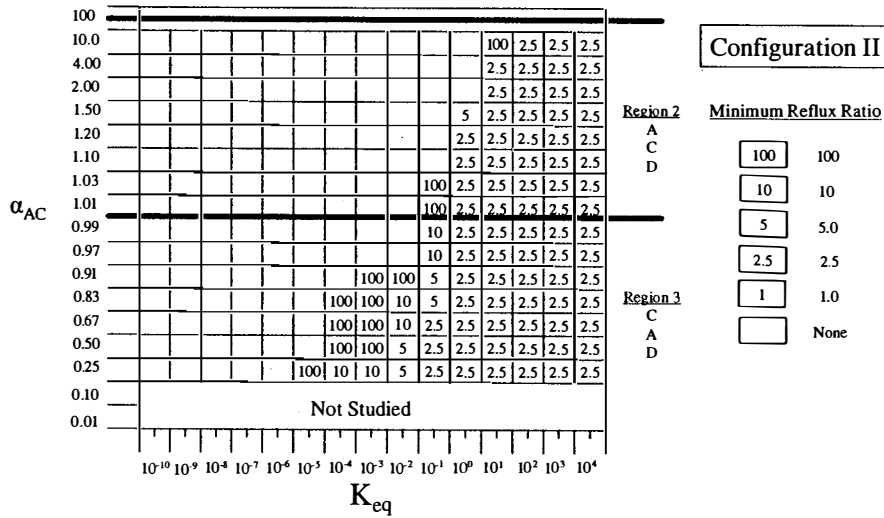 Configuration II
100
10.0 100 2.5 2.5 2.5
4.00 2.5 2.5 2.5 2.5
2.00 2.5 2.5 2.5 2.5
1.50 5 2.5 2.5 2.5 2.5
1.20 2.5 2.5 2.5 2.5 2.5
1.10 2.5 2.5 2.5 2.5 2.5
1.03 100 2.5 2.5 2.5 2.5 2.5
1.01 100 2.5 2.5 2.5 2.5 2.5
0.99 10 2.5 2.5 2.5 2.5 2.5
0.97 10 2.5 2.5 2.5 2.5 2.5
0.91 100 100 5 2.5 2.5 2.5 2.5 2.5
0.83 100 100 10 5 2.5 2.5 2.5 2.5 2.5
0.67 100 100 10 2.5 2.5 2.5 2.5 2.5 2.5
0.50 100 100 5 2.5 2.5 2.5 2.5 2.5 2.5
0.25 100 10 10 5 2.5 2.5 2.5 2.5 2.5 2.5
0.10
0.01
Not Studied
α_AC
10^-10 10^-9 10^-8 10^-7 10^-6 10^-5 10^-4 10^-3 10^-2 10^-1 10^0 10^1 10^2 10^3 10^4
K_eq
Region 2
A
C
D
Region 3
C
A
D
Minimum Reflux Ratio
100 100
10 10
5 5.0
2.5 2.5
1 1.0
None